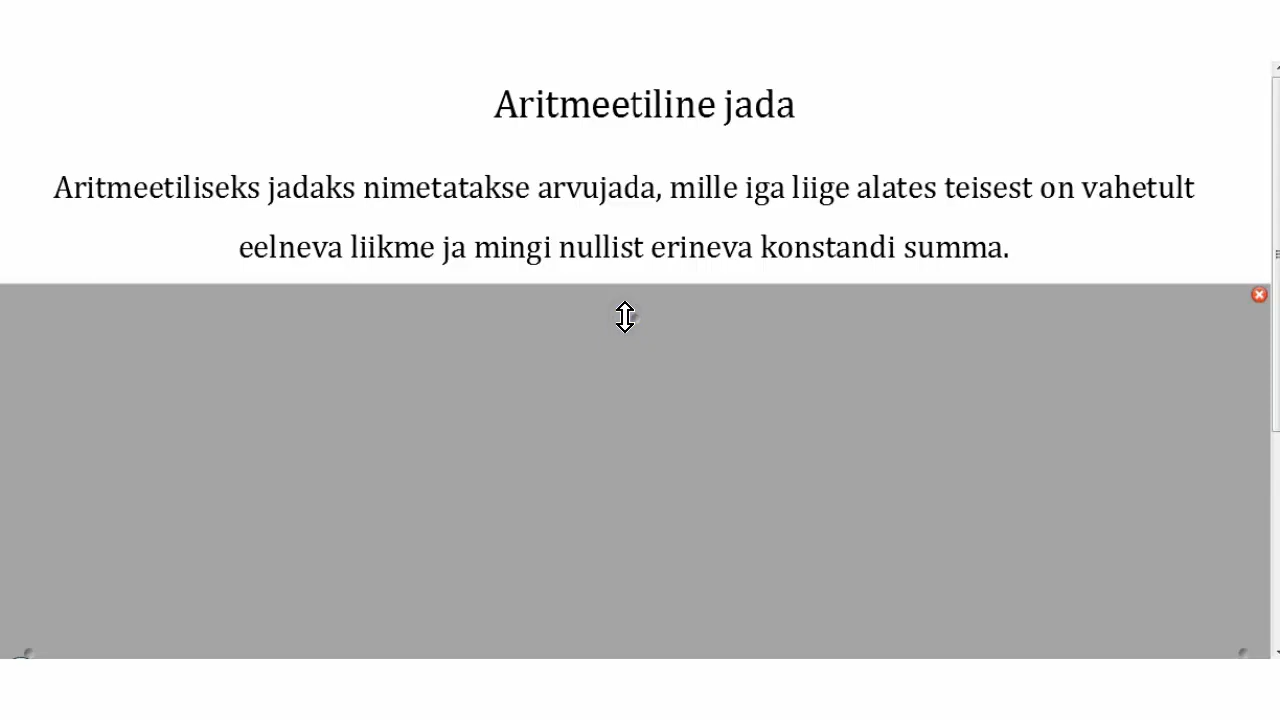 Aritmeetiline jada
Aritmeetiliseks jadaks nimetatakse arvujada, mille iga liige alates teisest on vahetult
eelneva liikme ja mingi nullist erineva konstandi summa.